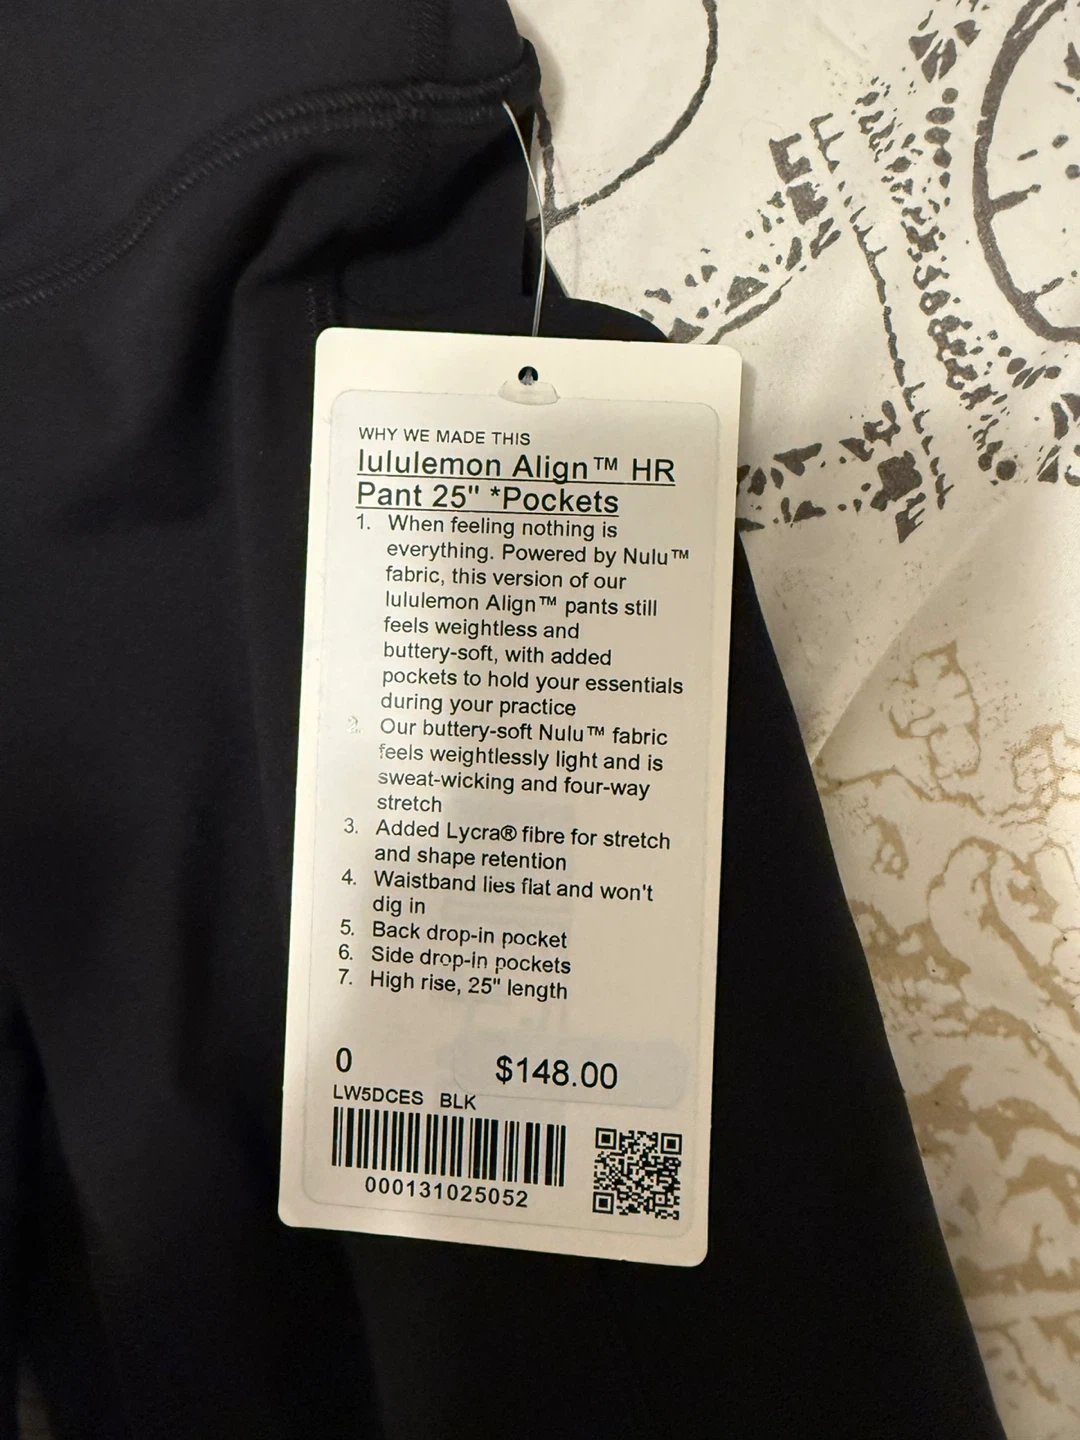 WHY WE MADE THIS
lululemon Align™ HR
Pant 25" *Pockets
1. When feeling nothing is
everything. Powered by Nulu™
fabric, this version of our
lululemon Align™ pants still
feels weightless and
buttery-soft, with added
pockets to hold your essentials
during your practice
2. Our buttery-soft Nulu™ fabric
feels weightlessly light and is
sweat-wicking and four-way
stretch
3. Added Lycra® fibre for stretch
and shape retention
4. Waistband lies flat and won't
dig in
5. Back drop-in pocket
6. Side drop-in pockets
7. High rise, 25" length
0 $148.00
LW5DCES BLK
000131025052